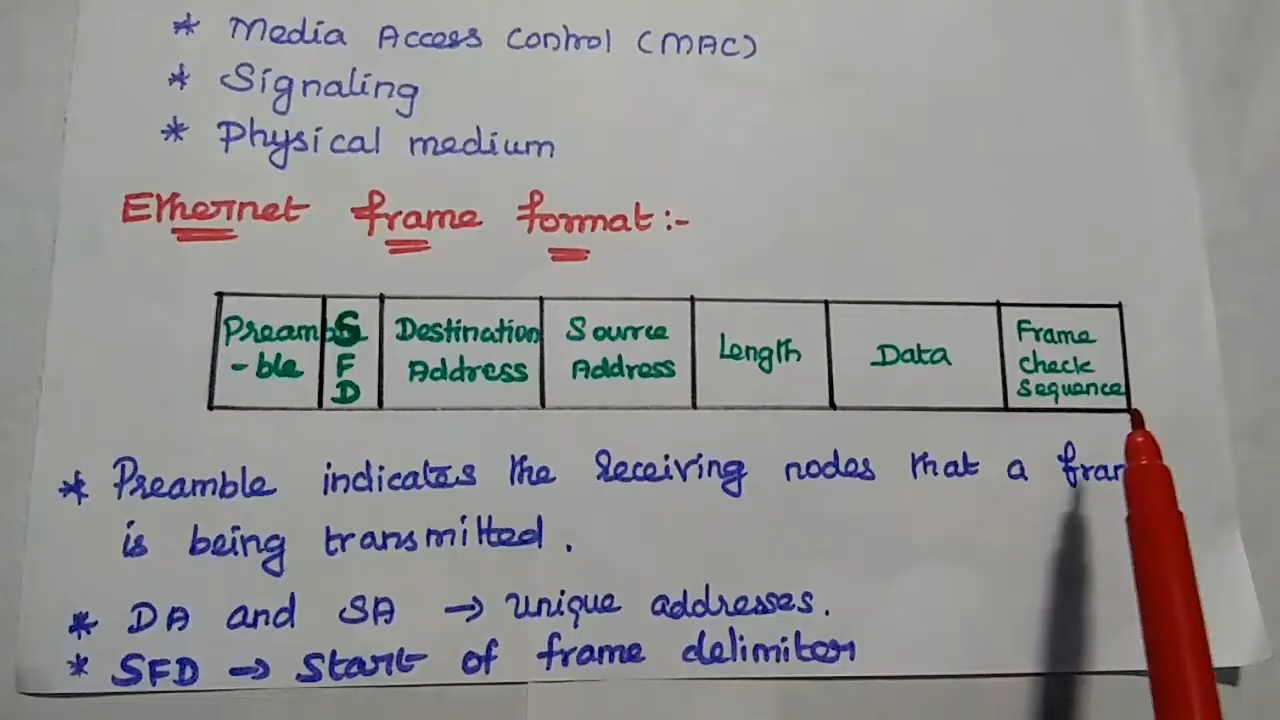 * Media Access Control (MAC)
* Signaling
* Physical medium
Ethernet frame format:-
Pream
-ble
S
F
D
Destination
Address
Source
Address
Length
Data
Frame
check
Sequence
* Preamble indicates the receiving nodes that a
is being transmitted.
* DA and SA → unique addresses.
* SFD → Start of frame delimiter